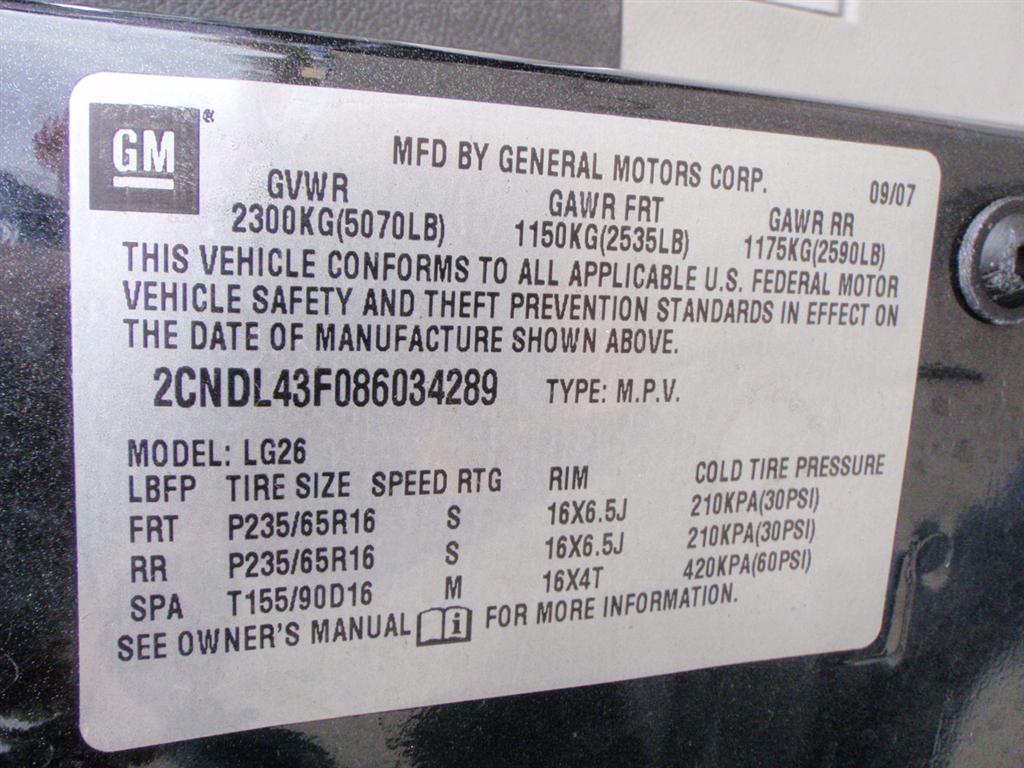 GM®
MFD BY GENERAL MOTORS CORP.
09/07
GVWR GAWR FRT GAWR RR
2300KG(5070LB) 1150KG(2535LB) 1175KG(2590LB)
THIS VEHICLE CONFORMS TO ALL APPLICABLE U.S. FEDERAL MOTOR
VEHICLE SAFETY AND THEFT PREVENTION STANDARDS IN EFFECT ON
THE DATE OF MANUFACTURE SHOWN ABOVE.
2CNDL43F086034289 TYPE: M.P.V.
MODEL: LG26
LBFP TIRE SIZE SPEED RTG RIM COLD TIRE PRESSURE
FRT P235/65R16 S 16X6.5J 210KPA(30PSI)
RR P235/65R16 S 16X6.5J 210KPA(30PSI)
SPA T155/90D16 M 16X4T 420KPA(60PSI)
SEE OWNER'S MANUAL i FOR MORE INFORMATION.